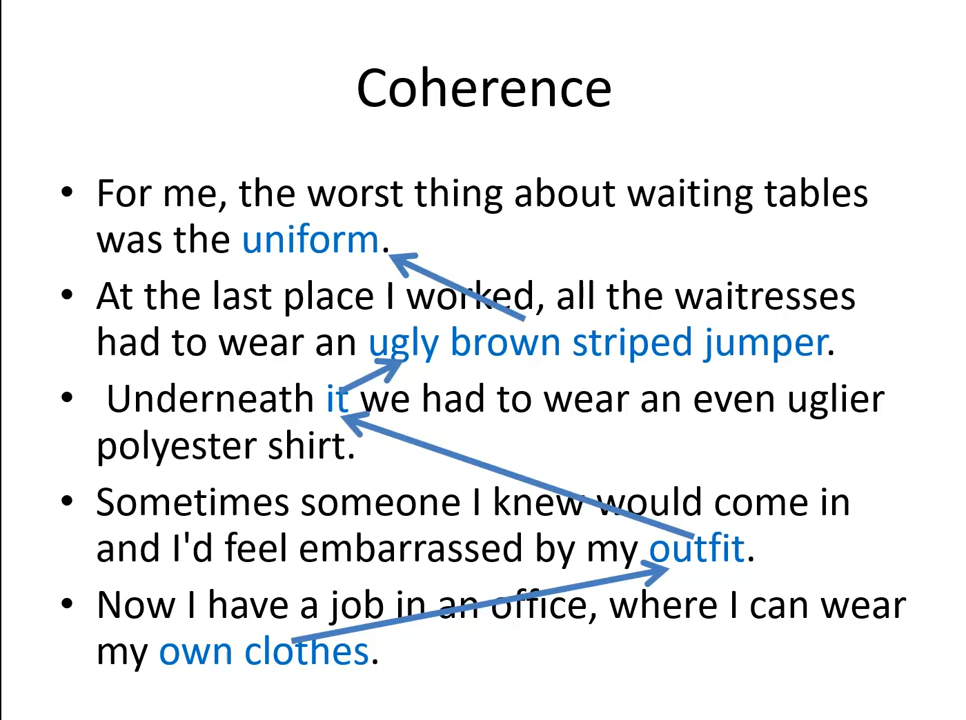 Coherence
• For me, the worst thing about waiting tables
was the uniform.
• At the last place I worked, all the waitresses
had to wear an ugly brown striped jumper.
• Underneath it we had to wear an even uglier
polyester shirt.
• Sometimes someone I knew would come in
and I'd feel embarrassed by my outfit.
• Now I have a job in an office, where I can wear
my own clothes.